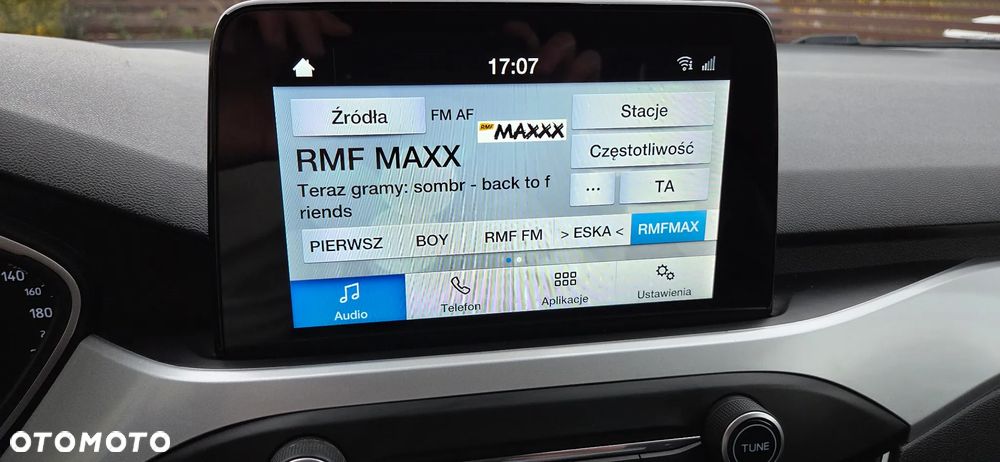 17:07
Źródła
FM AF
RMF MAXXX
Stacje
RMF MAXX
Częstotliwość
Teraz gramy: sombr - back to f
riends
...
TA
PIERWSZ
BOY
RMF FM
> ESKA <
RMFMAX
Audio
Telefon
Aplikacje
Ustawienia
140
160
180
TUNE
OTOMOTO